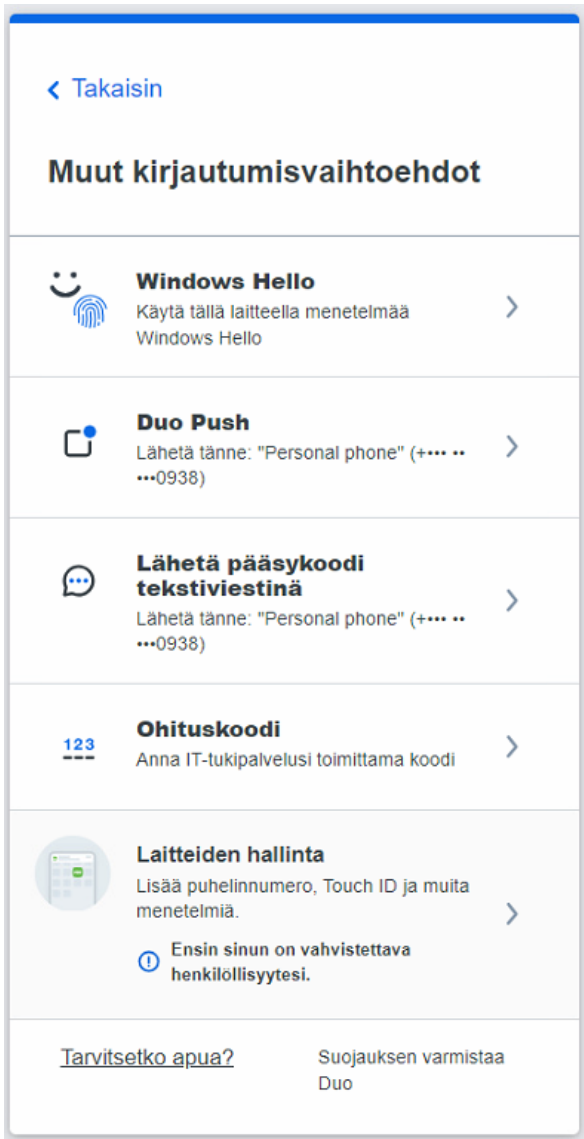 Takaisin
Muut kirjautumisvaihtoehdot
Windows Hello
Käytä tällä laitteella menetelmää
Windows Hello
Duo Push
Lähetä tänne: "Personal phone" (+••• ••
•••0938)
Lähetä pääsykoodi
tekstiviestinä
Lähetä tänne: "Personal phone" (+••• ••
•••0938)
123
Ohituskoodi
Anna IT-tukipalvelusi toimittama koodi
Laitteiden hallinta
Lisää puhelinnumero, Touch ID ja muita
menetelmiä.
Ensin sinun on vahvistettava
henkilöllisyytesi.
Tarvitsetko apua?
Suojauksen varmistaa
Duo